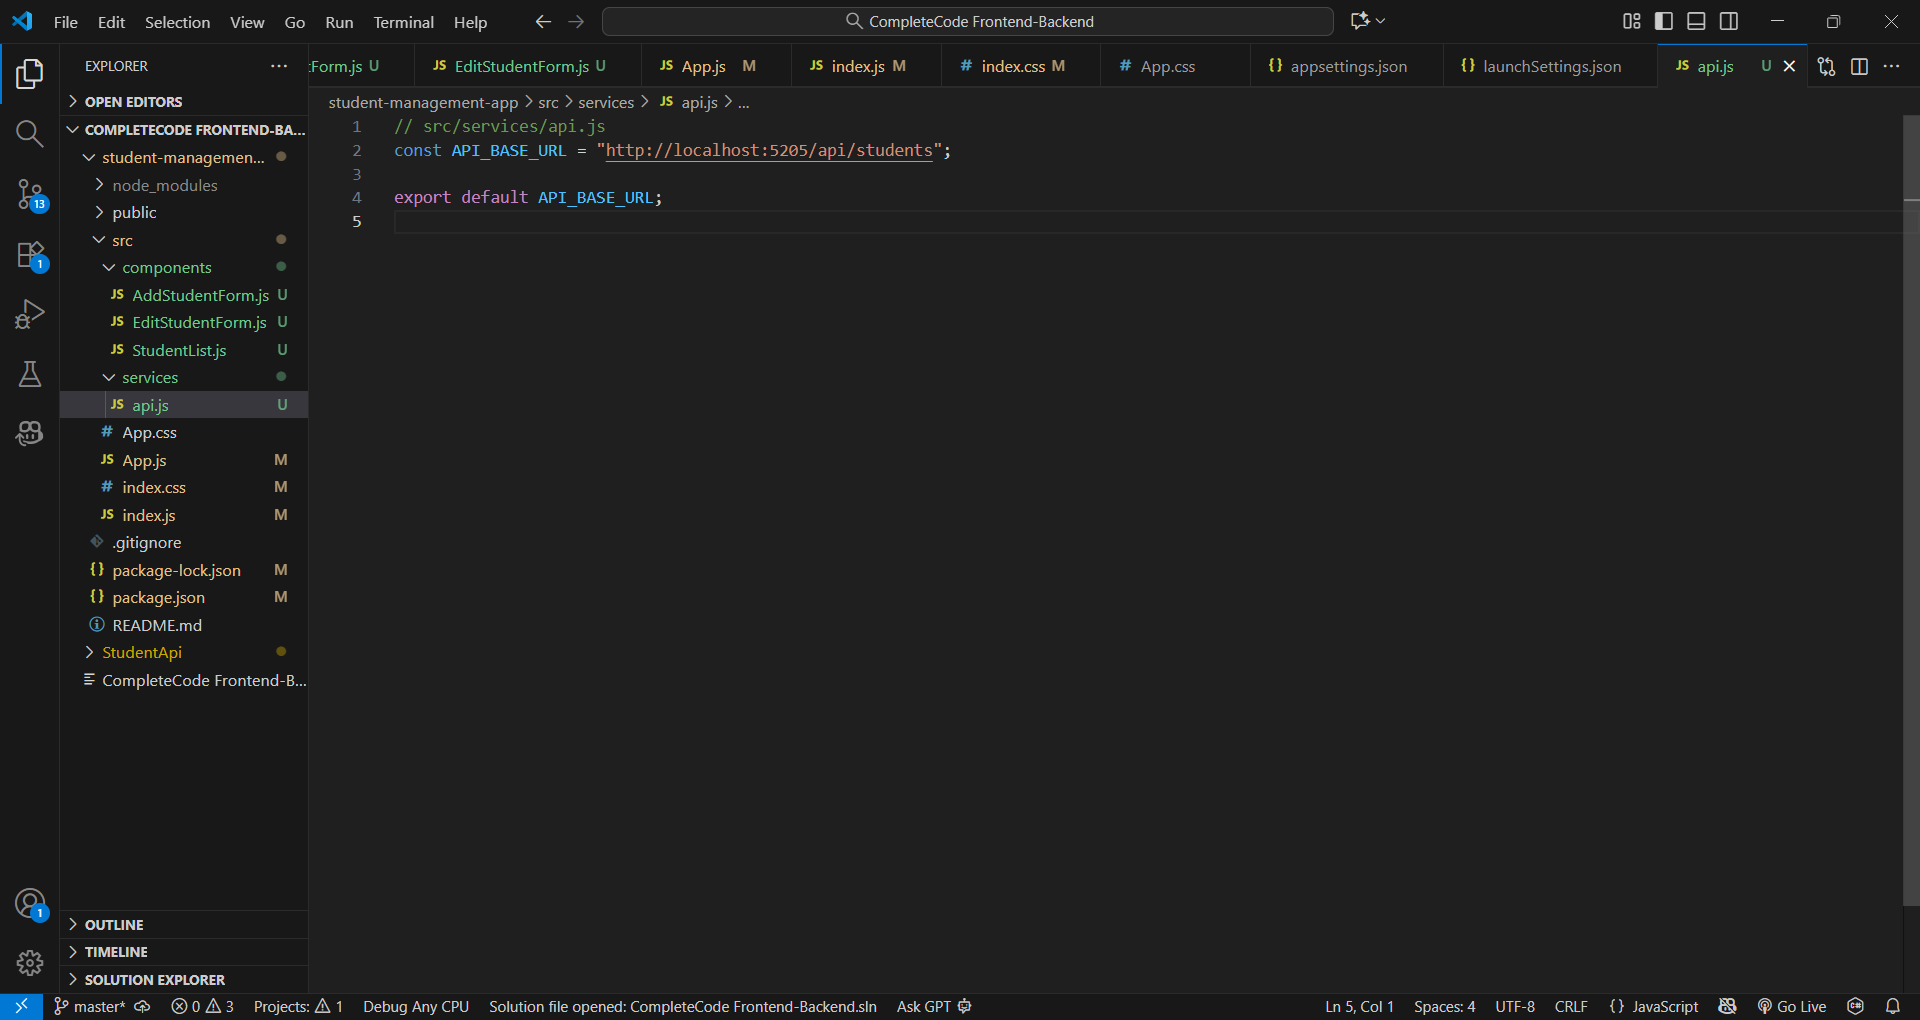 File Edit Selection View Go Run Terminal Help
CompleteCode Frontend-Backend
EXPLORER
OPEN EDITORS
COMPLETECODE FRONTEND-BA...
student-managemen...
node_modules
public
src
components
JS AddStudentForm.js U
JS EditStudentForm.js U
JS StudentList.js U
services
JS api.js U
# App.css
JS App.js M
# index.css M
JS index.js M
.gitignore
{} package-lock.json M
{} package.json M
README.md
StudentApi
CompleteCode Frontend-B...
OUTLINE
TIMELINE
SOLUTION EXPLORER
13
1
1
tForm.js U JS EditStudentForm.js U JS App.js M JS index.js M # index.css M # App.css {} appsettings.json {} launchSettings.json JS api.js U
student-management-app > src > services > JS api.js > ...
1 // src/services/api.js
2 const API_BASE_URL = "http://localhost:5205/api/students";
3
4 export default API_BASE_URL;
5
master* 0 3 Projects: 1 Debug Any CPU Solution file opened: CompleteCode Frontend-Backend.sln Ask GPT Ln 5, Col 1 Spaces: 4 UTF-8 CRLF {} JavaScript Go Live